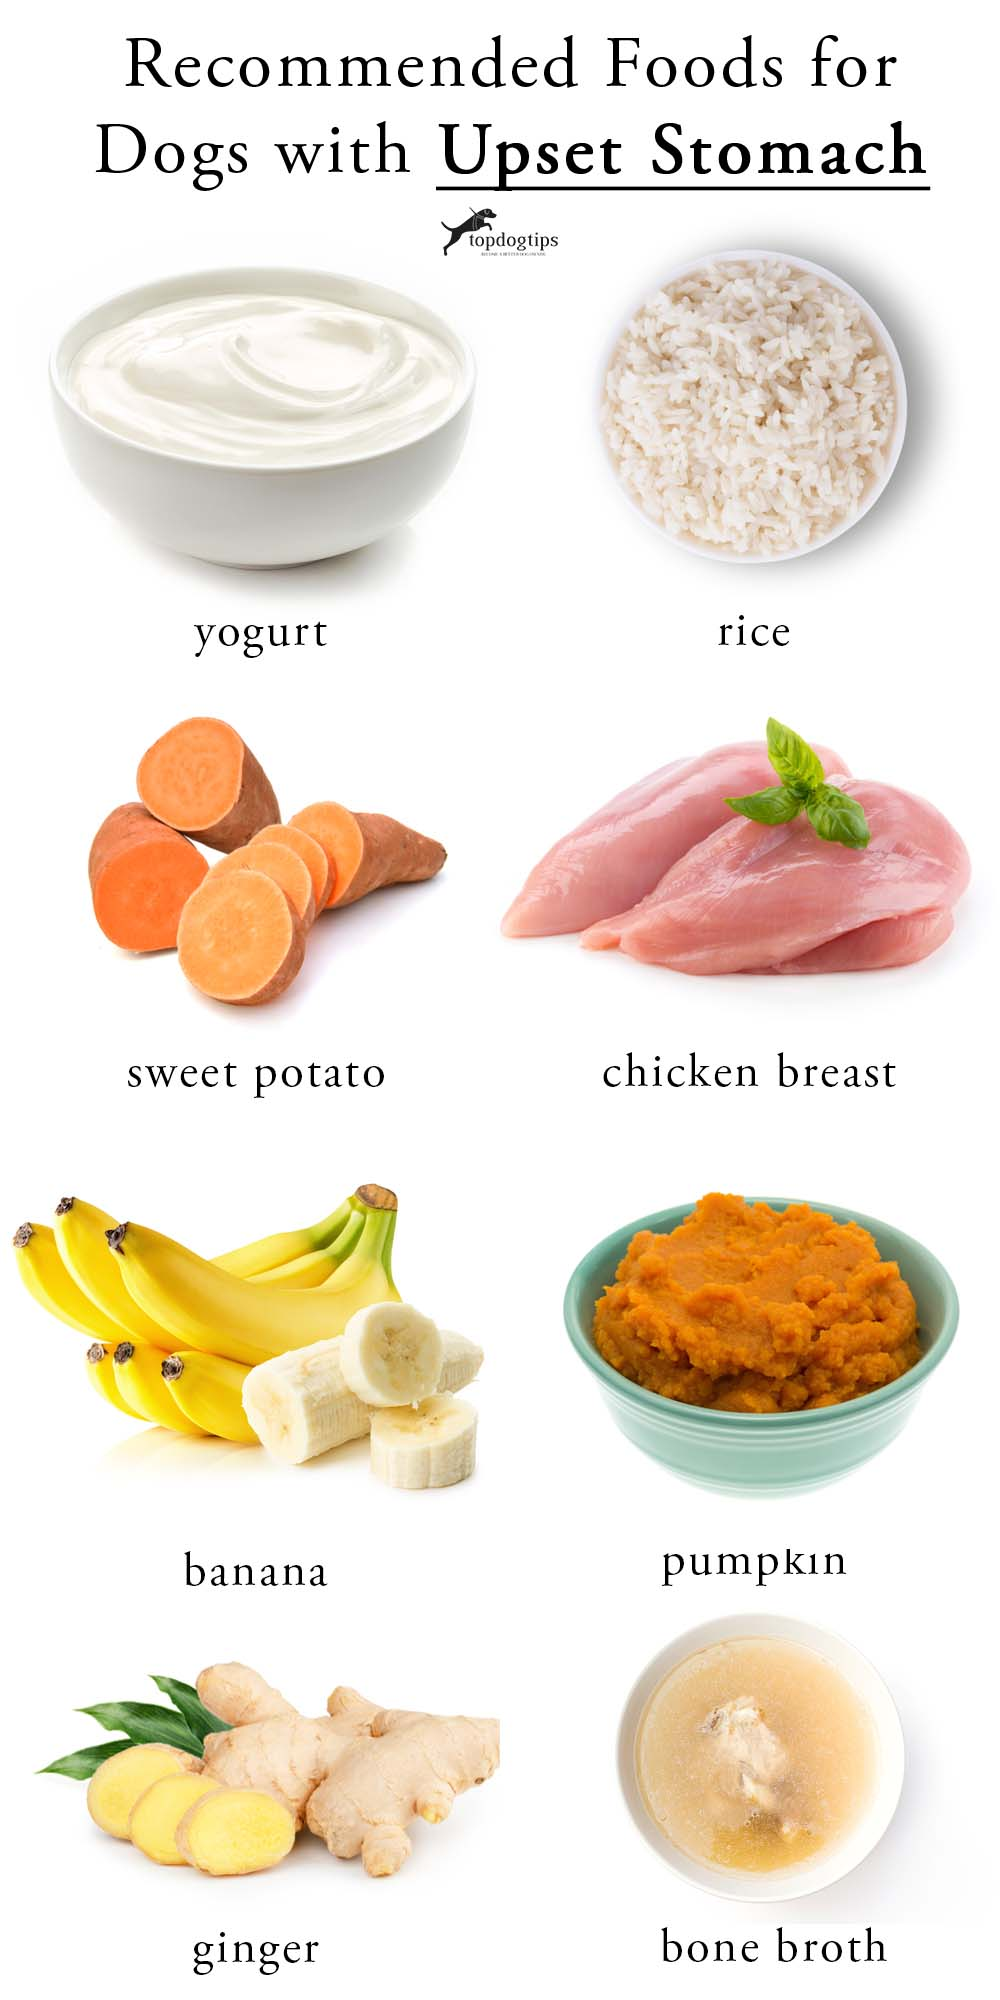 Recommended Foods for
Dogs with Upset Stomach
topdogtips
yogurt
rice
sweet potato
chicken breast
banana
pumpkin
ginger
bone broth